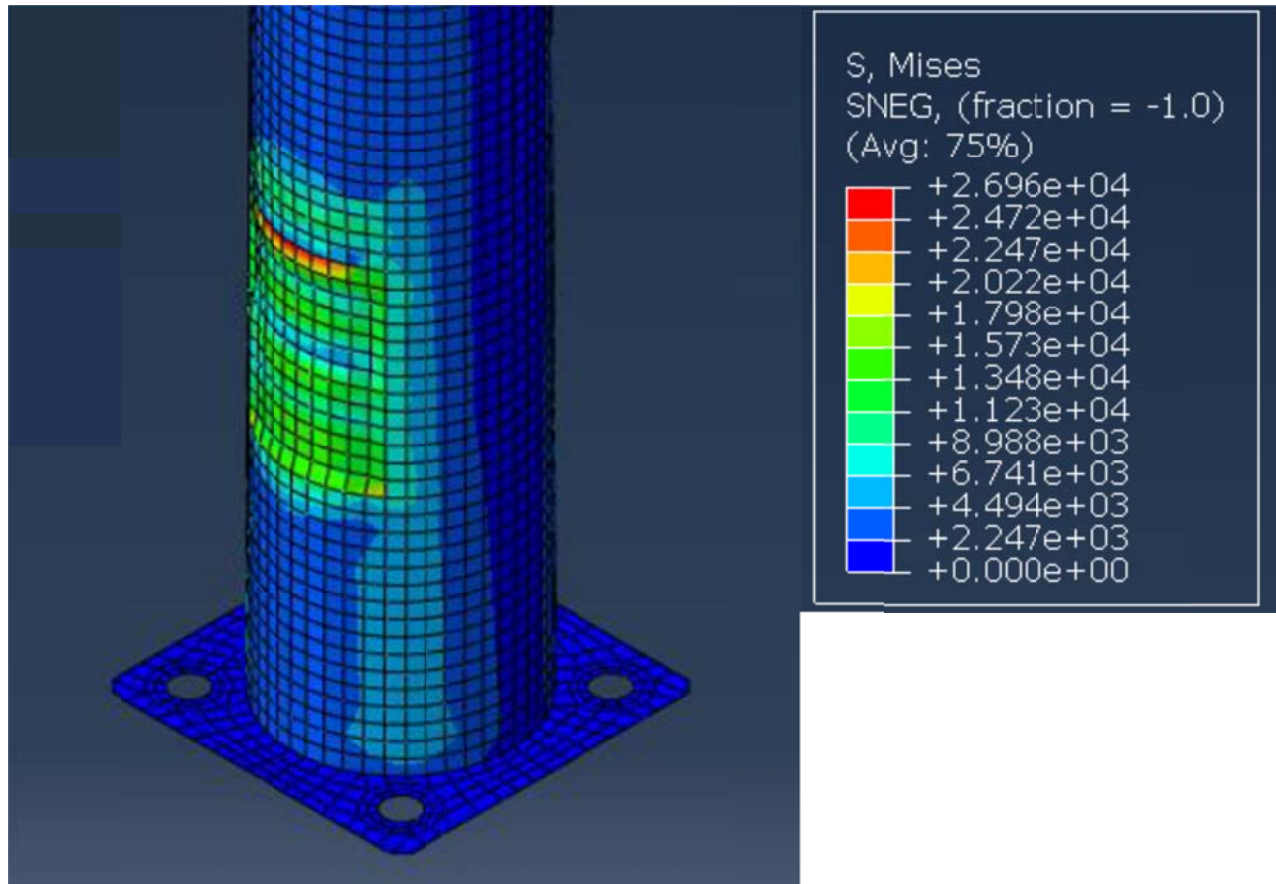 S, Mises
SNEG, (fraction = -1.0)
(Avg: 75%)
+2.696e+04
+2.472e+04
+2.247e+04
+2.022e+04
+1.798e+04
+1.573e+04
+1.348e+04
+1.123e+04
+8.988e+03
+6.741e+03
+4.494e+03
+2.247e+03
+0.000e+00